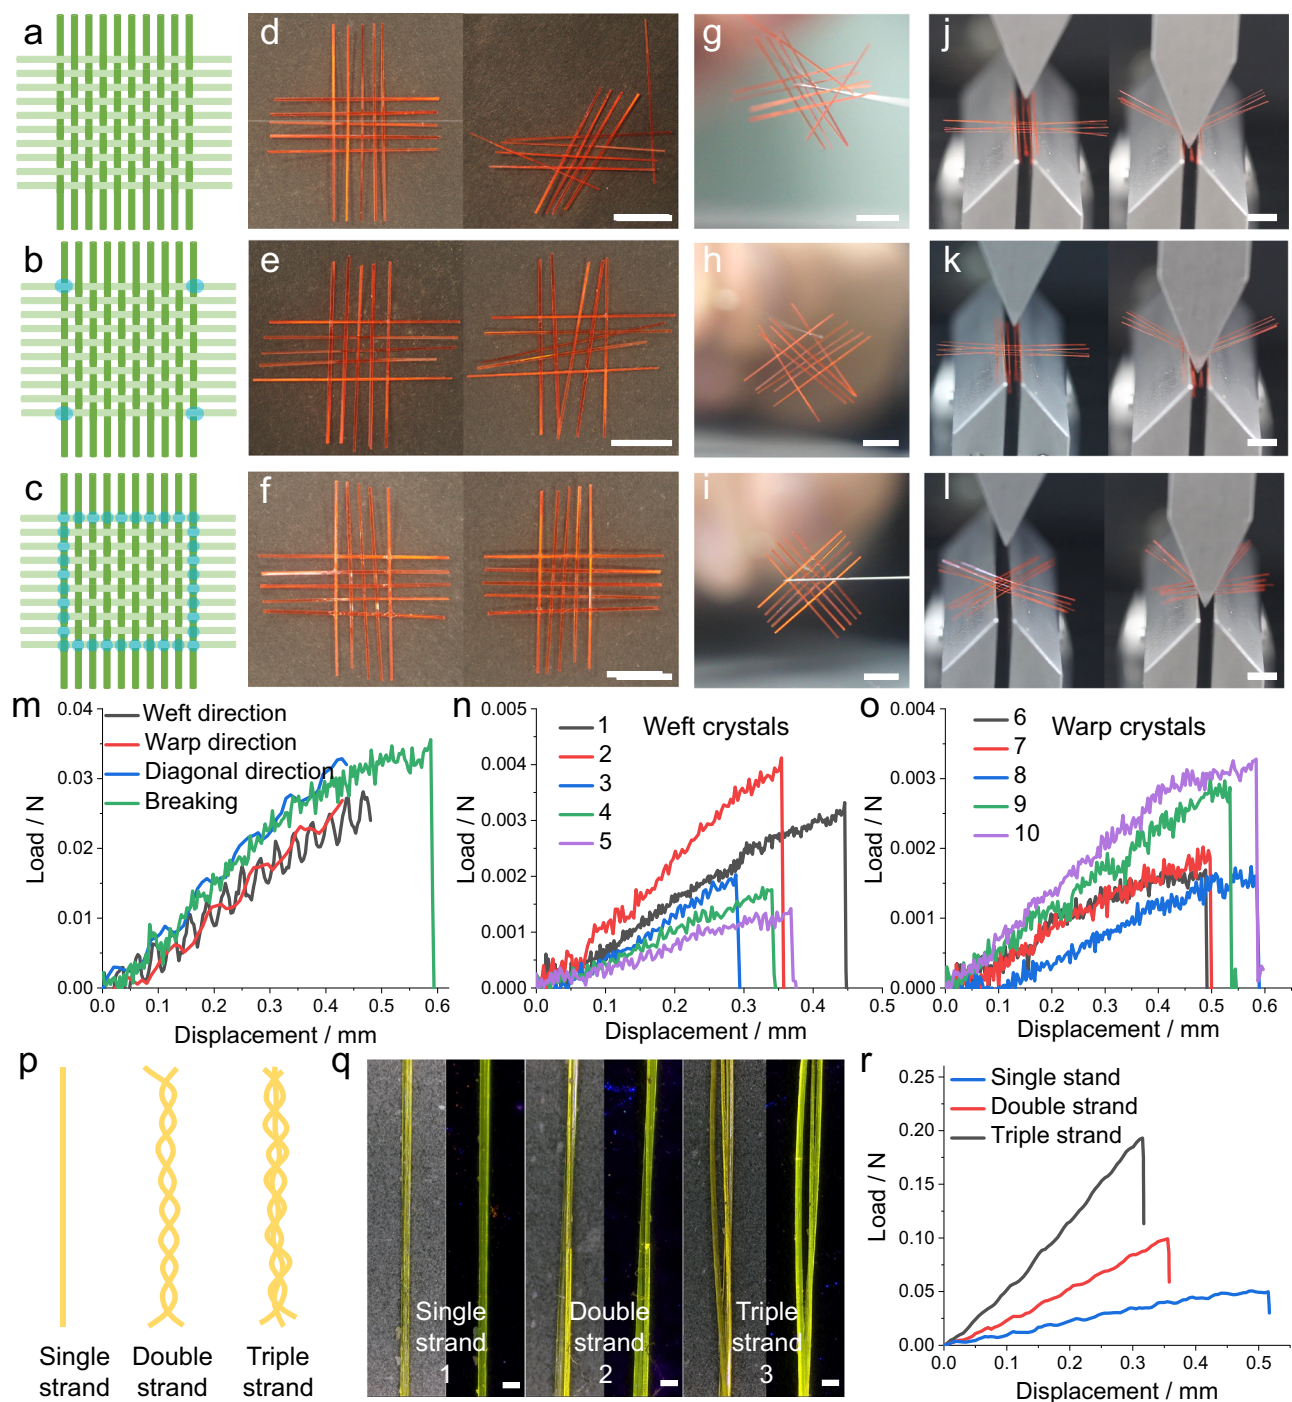 a
d
g
j
b
e
h
k
c
f
i
l
m
0.04
0.03
0.02
0.01
0.00
Load / N
Weft direction
Warp direction
Diagonal direction
Breaking
0.0 0.1 0.2 0.3 0.4 0.5 0.6
Displacement / mm
n
0.005
0.004
0.003
0.002
0.001
0.000
Load / N
Weft crystals
1
2
3
4
5
0.0 0.1 0.2 0.3 0.4 0.5
Displacement / mm
o
0.004
0.003
0.002
0.001
0.000
Load / N
Warp crystals
6
7
8
9
10
0.0 0.1 0.2 0.3 0.4 0.5 0.6
Displacement / mm
p
Single
strand
Double
strand
Triple
strand
q
Single
strand
1
Double
strand
2
Triple
strand
3
r
0.25
0.20
0.15
0.10
0.05
0.00
Load / N
Single stand
Double strand
Triple strand
0.0 0.1 0.2 0.3 0.4 0.5
Displacement / mm